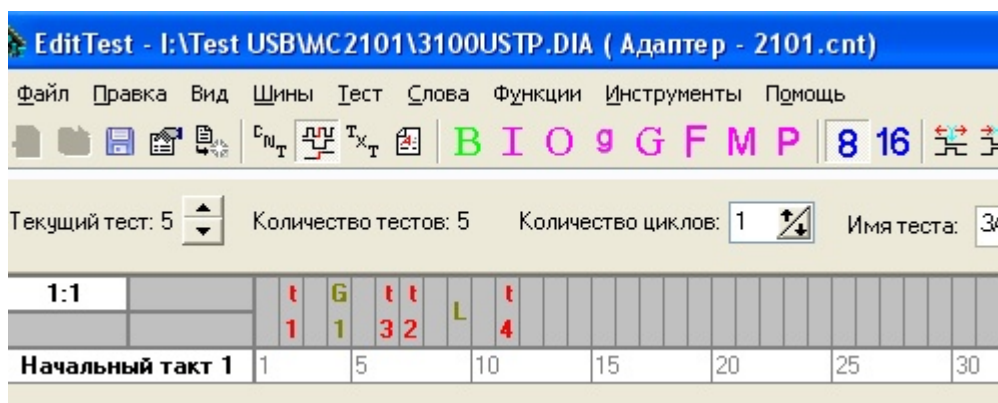 EditTest - I:\Test USB\MC2101\3100USTP.DIA ( Адаптер - 2101.cnt)
Файл Правка Вид Шины Тест Слова Функции Инструменты Помощь
CNT TXT B I O g G F M P 8 16
Текущий тест: 5 Количество тестов: 5 Количество циклов: 1 Имя теста:
1:1 t G t t L t
1 1 3 2 4
Начальный такт 1 1 5 10 15 20 25 30